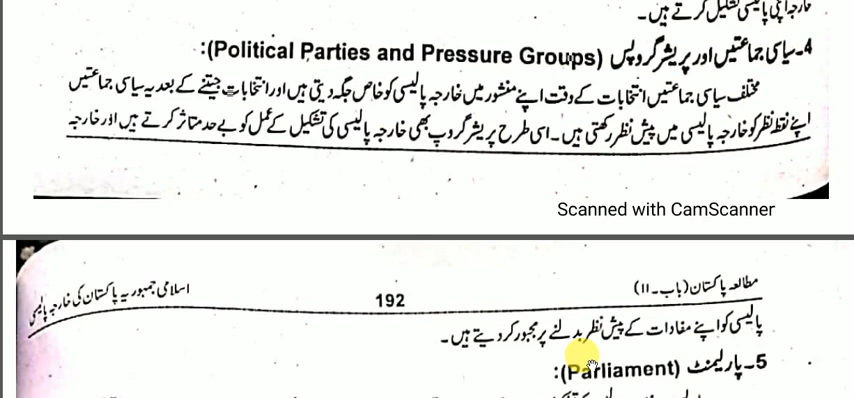 خارجہ اپنی پالیسی تشکیل کرتے ہیں۔
4۔سیاسی جماعتیں اور پریشر گروپس (Political Parties and Pressure Groups):
مختلف سیاسی جماعتیں انتخابات کے وقت اپنے منشور میں خارجہ پالیسی کو خاص جگہ دیتی ہیں اور انتخابات جیتنے کے بعد یہ سیاسی جماعتیں
اپنے نقطۂ نظر کو خارجہ پالیسی میں پیش نظر رکھتی ہیں۔ اسی طرح پریشر گروپ بھی خارجہ پالیسی کی تشکیل کے عمل کو بے حد متاثر کرتے ہیں اور خارجہ
Scanned with CamScanner
مطالعہ پاکستان (باب۔II)
192
اسلامی جمہوریہ پاکستان کی خارجہ پالیسی
پالیسی کو اپنے مفادات کے پیش نظر بدلنے پر مجبور کر دیتے ہیں۔
5۔پارلیمنٹ (Parliament):